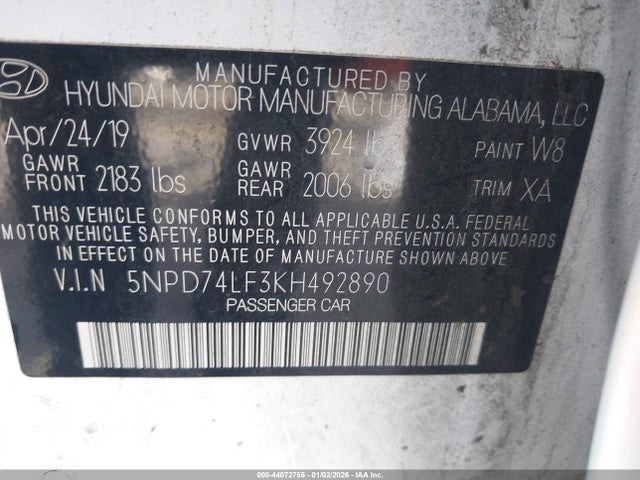 MANUFACTURED BY
HYUNDAI MOTOR MANUFACTURING ALABAMA, LLC
Apr/24/19 GVWR 3924 lb PAINT W8
GAWR FRONT 2183 lbs GAWR REAR 2006 lbs TRIM XA
THIS VEHICLE CONFORMS TO ALL APPLICABLE U.S.A. FEDERAL
MOTOR VEHICLE SAFETY, BUMPER, AND THEFT PREVENTION STANDARDS
IN EFFECT ON THE DATE OF MANUFACTURE SHOWN ABOVE
V.I.N 5NPD74LF3KH492890
PASSENGER CAR
000-44072756 - 01/02/2026 - IAA Inc.